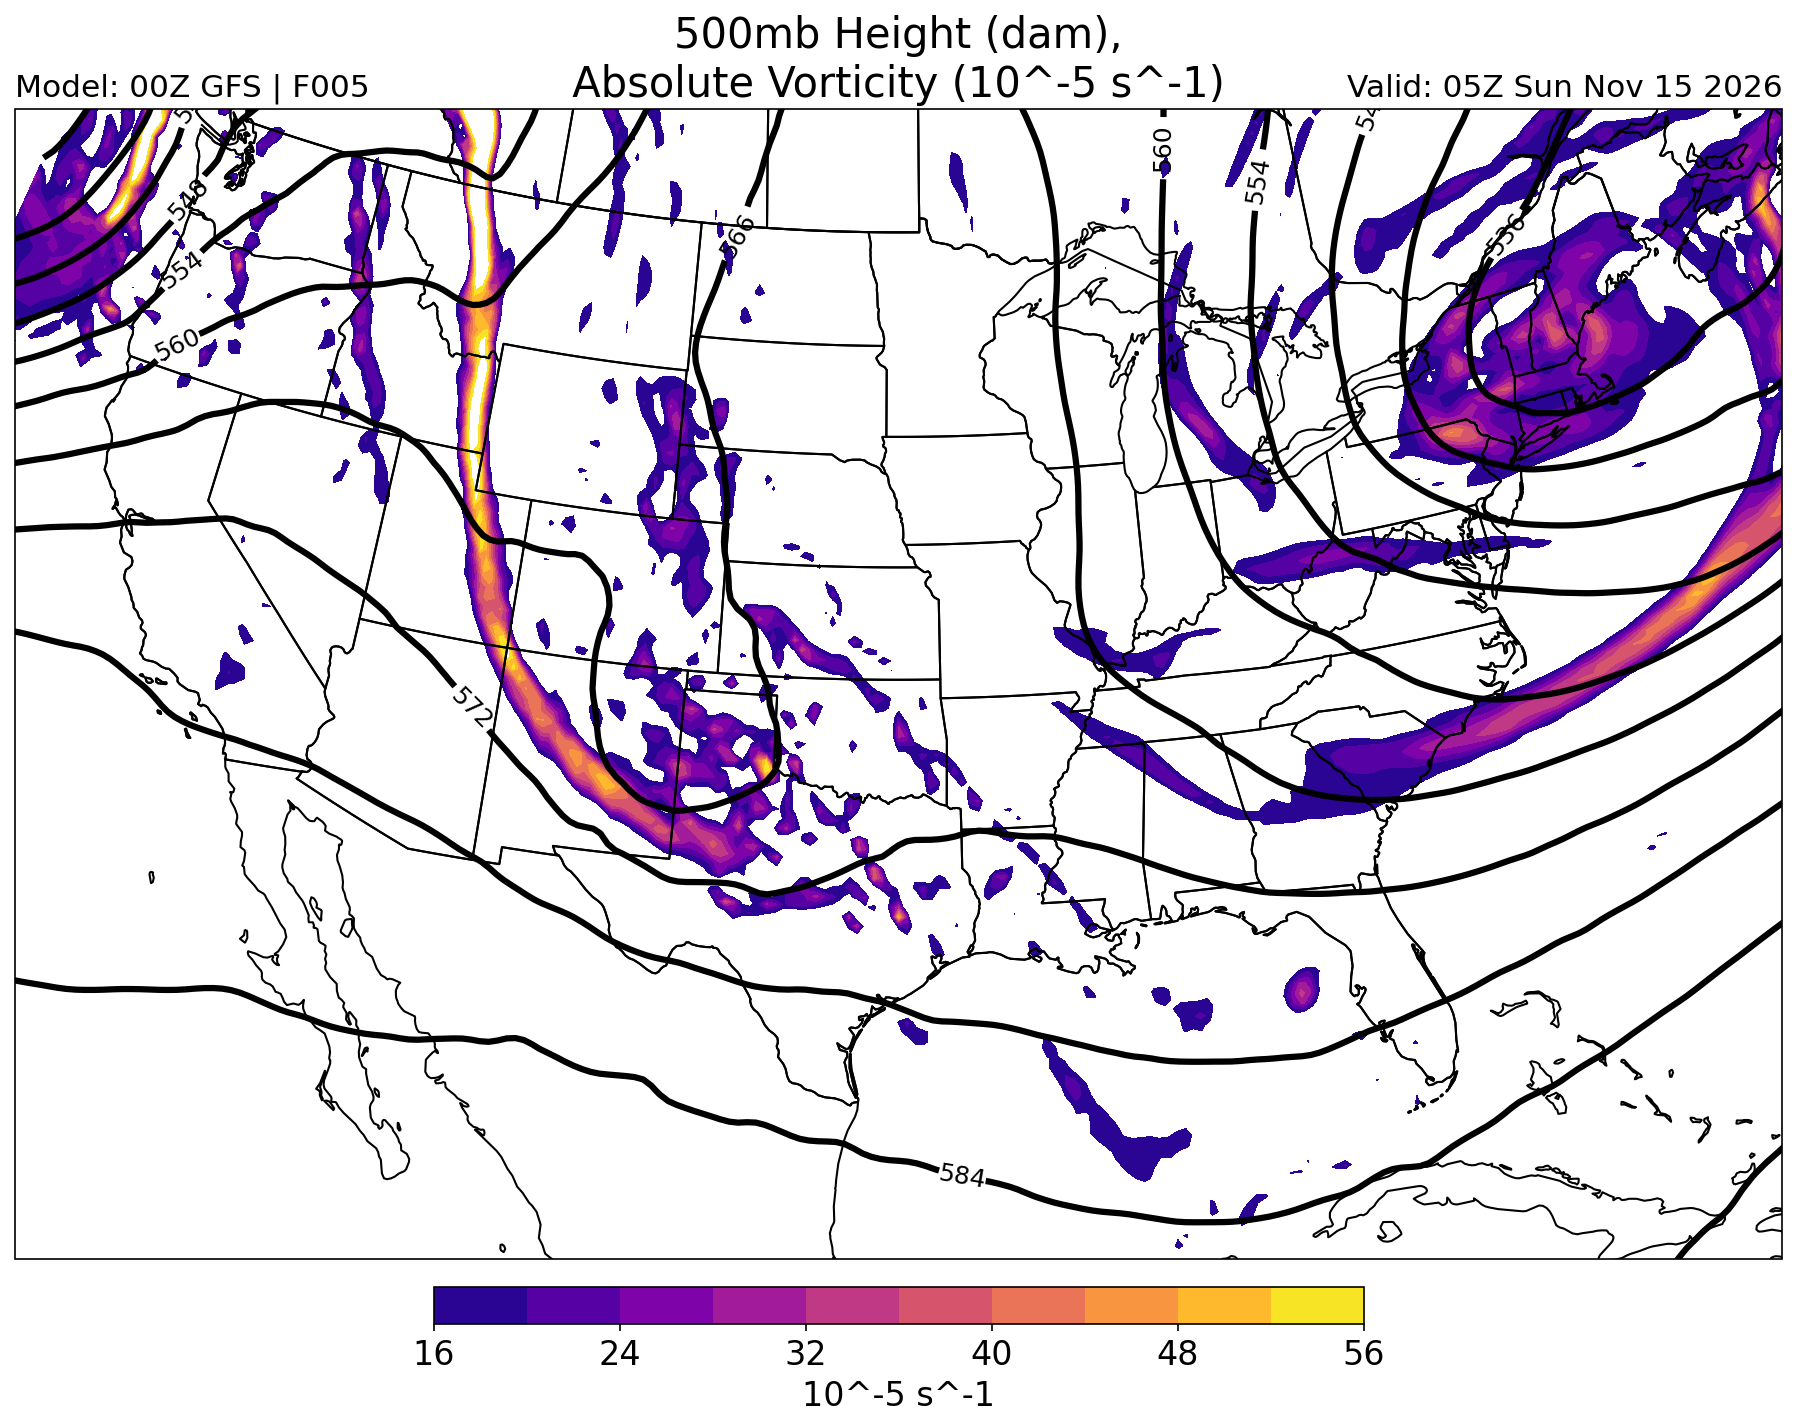 500mb Height (dam),
Absolute Vorticity (10^-5 s^-1)
Model: 00Z GFS | F005
Valid: 05Z Sun Nov 15 2026
548
554
560
566
572
560
554
536
584
16 24 32 40 48 56
10^-5 s^-1